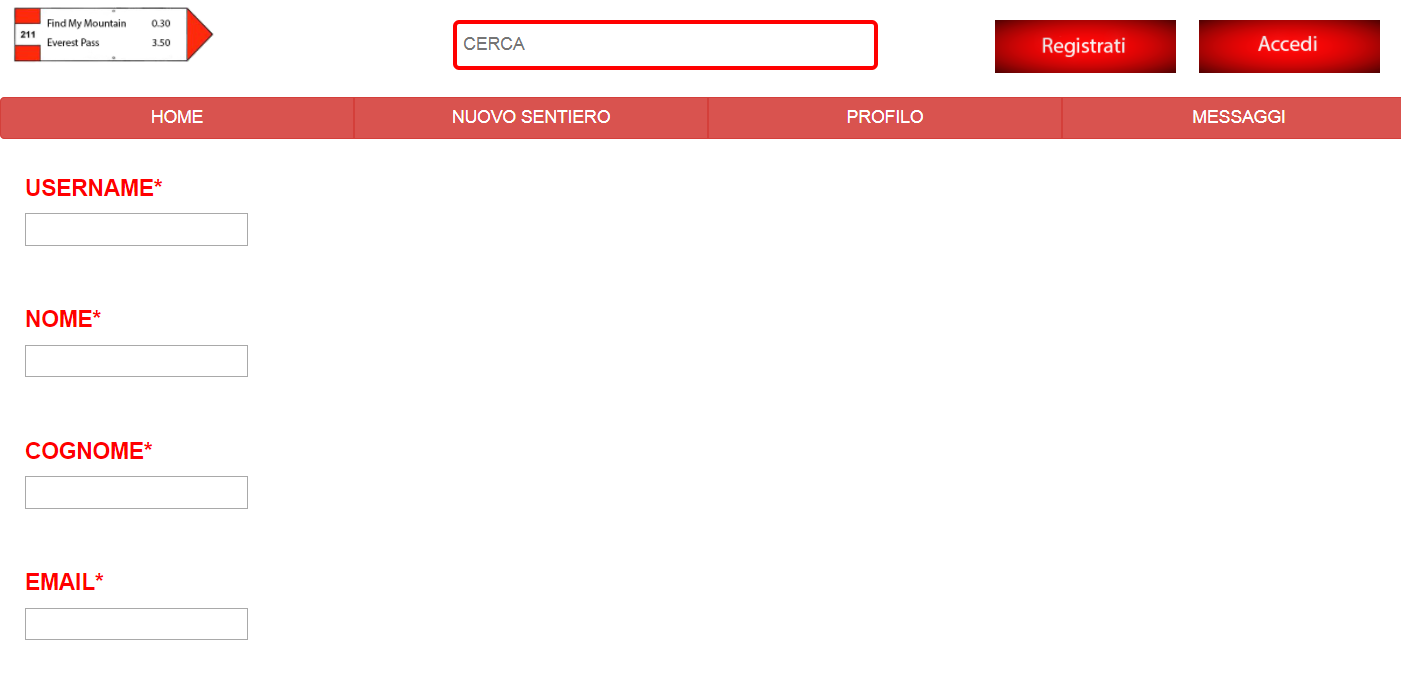 211
Find My Mountain 0.30
Everest Pass 3.50
CERCA
Registrati
Accedi
HOME NUOVO SENTIERO PROFILO MESSAGGI
USERNAME*
NOME*
COGNOME*
EMAIL*